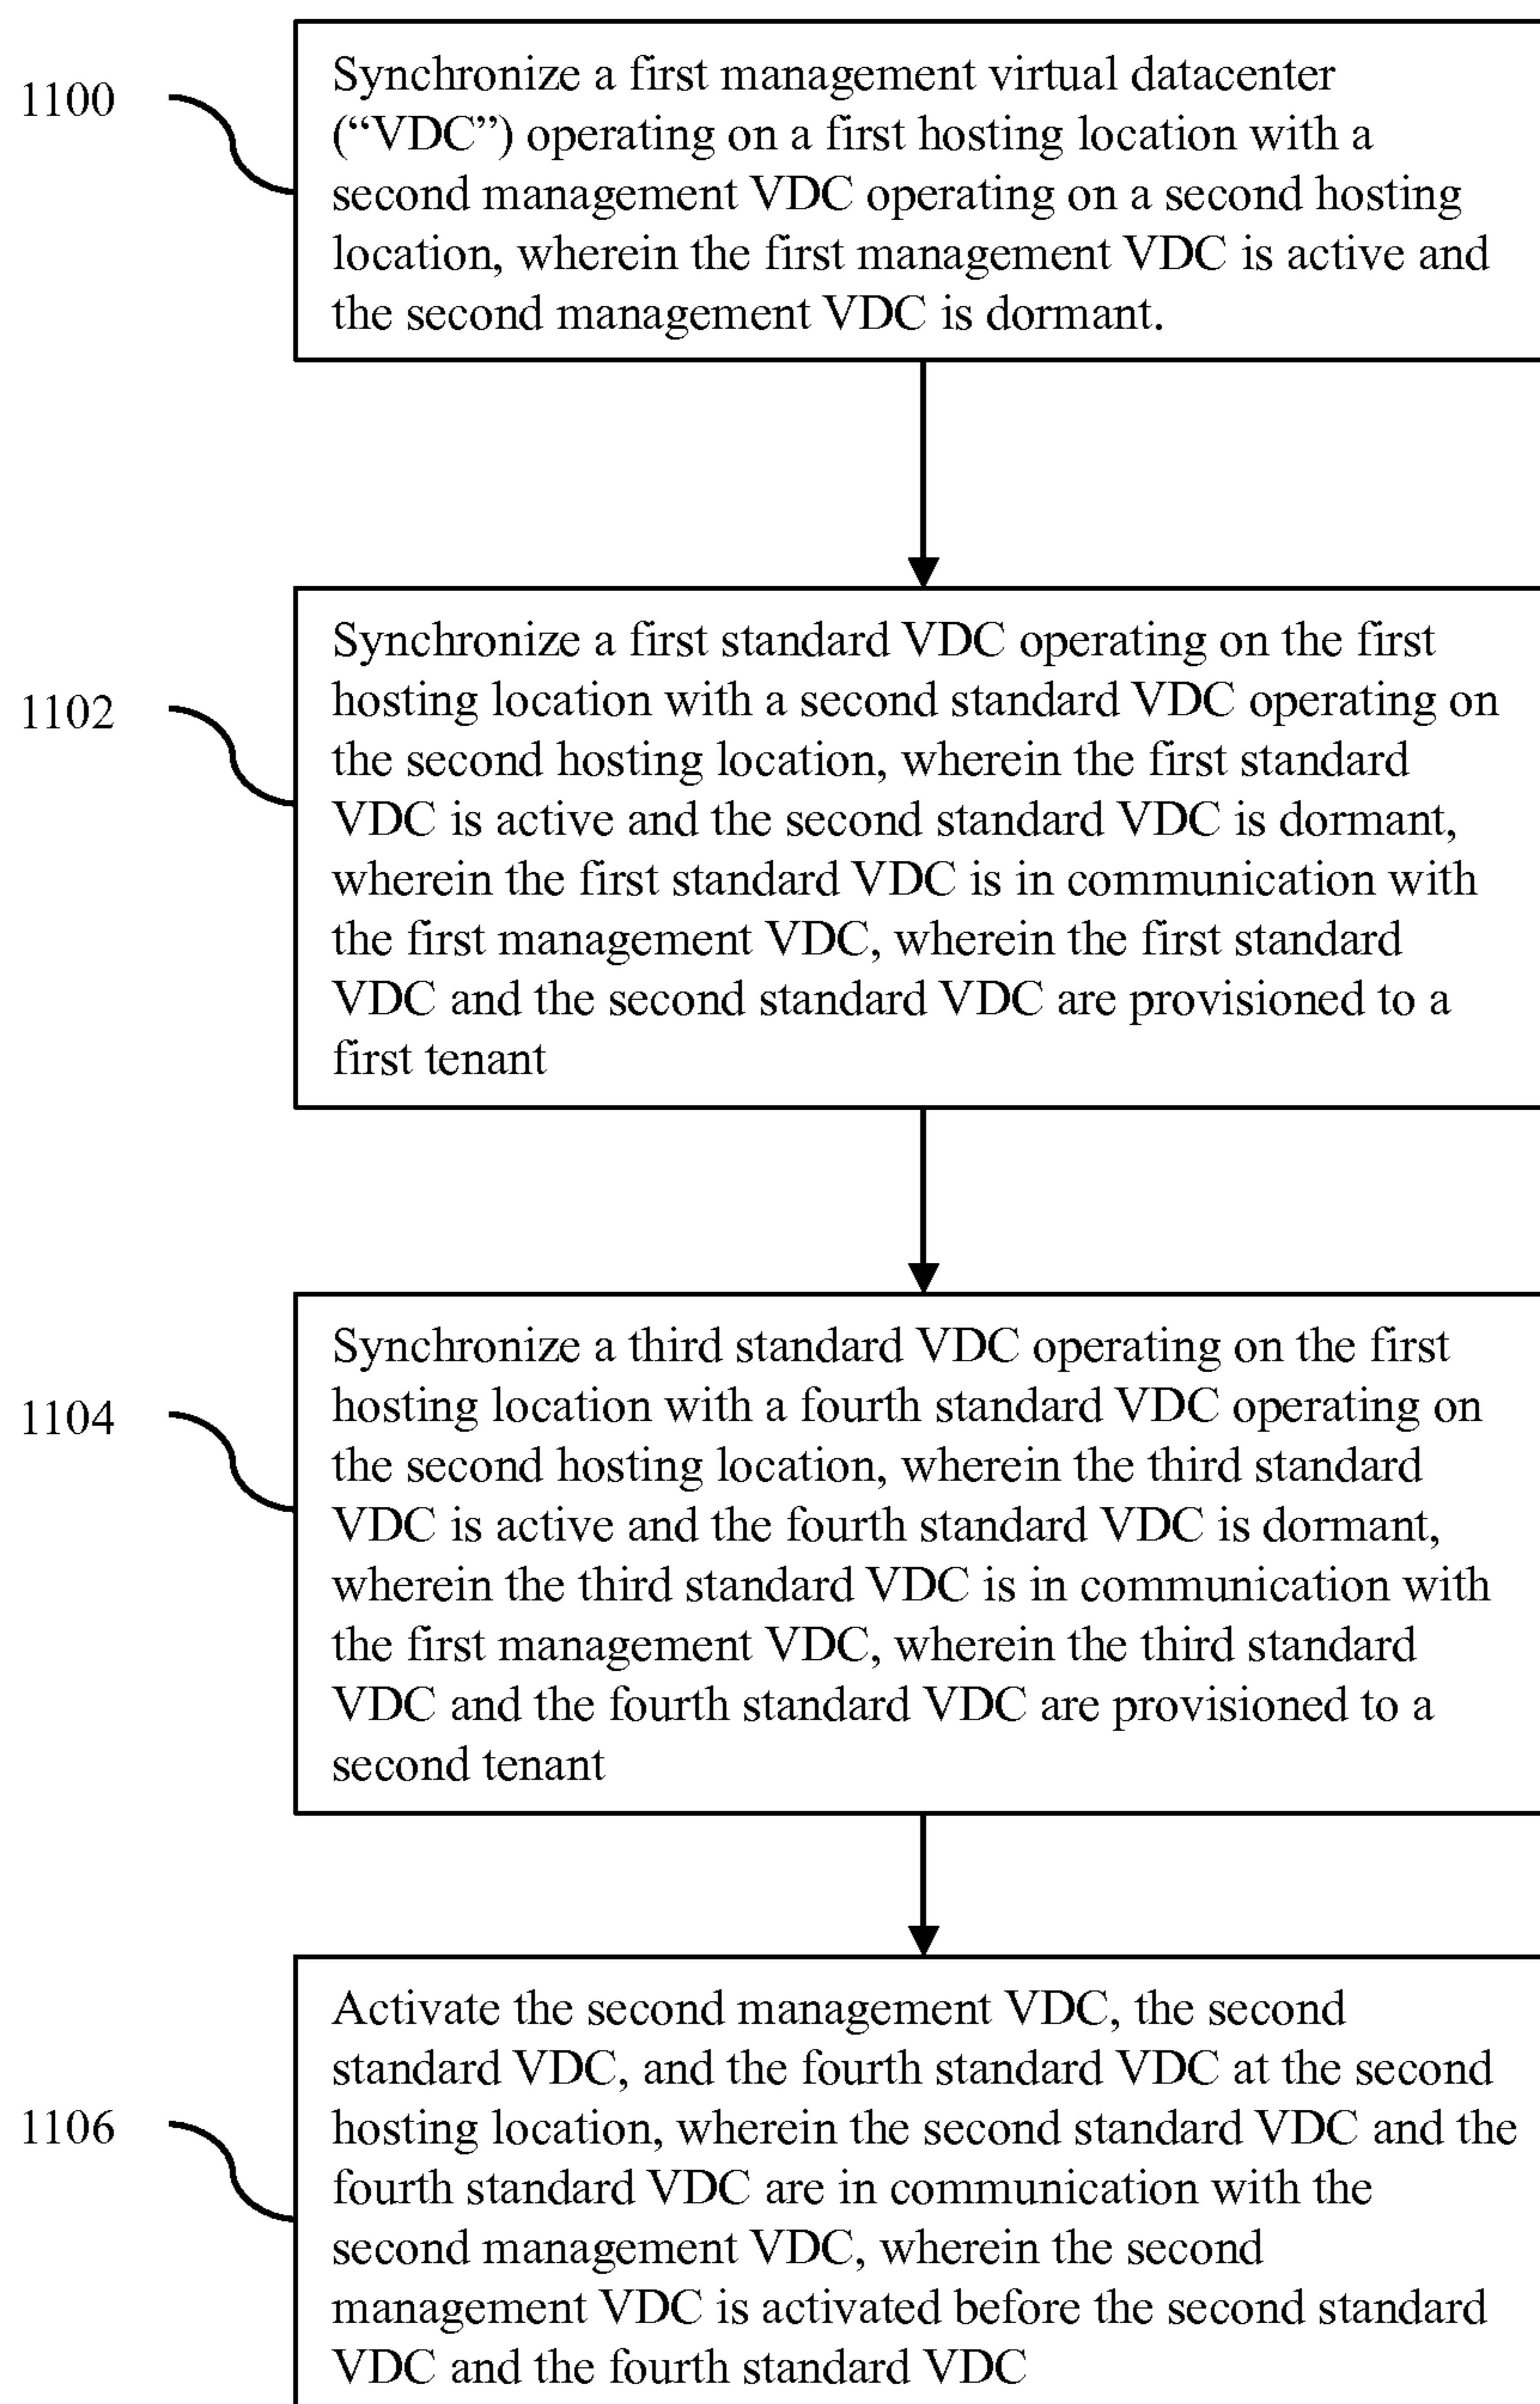 1100
Synchronize a first management virtual datacenter
(“VDC”) operating on a first hosting location with a
second management VDC operating on a second hosting
location, wherein the first management VDC is active and
the second management VDC is dormant.
1102
Synchronize a first standard VDC operating on the first
hosting location with a second standard VDC operating on
the second hosting location, wherein the first standard
VDC is active and the second standard VDC is dormant,
wherein the first standard VDC is in communication with
the first management VDC, wherein the first standard
VDC and the second standard VDC are provisioned to a
first tenant
1104
Synchronize a third standard VDC operating on the first
hosting location with a fourth standard VDC operating on
the second hosting location, wherein the third standard
VDC is active and the fourth standard VDC is dormant,
wherein the third standard VDC is in communication with
the first management VDC, wherein the third standard
VDC and the fourth standard VDC are provisioned to a
second tenant
1106
Activate the second management VDC, the second
standard VDC, and the fourth standard VDC at the second
hosting location, wherein the second standard VDC and the
fourth standard VDC are in communication with the
second management VDC, wherein the second
management VDC is activated before the second standard
VDC and the fourth standard VDC